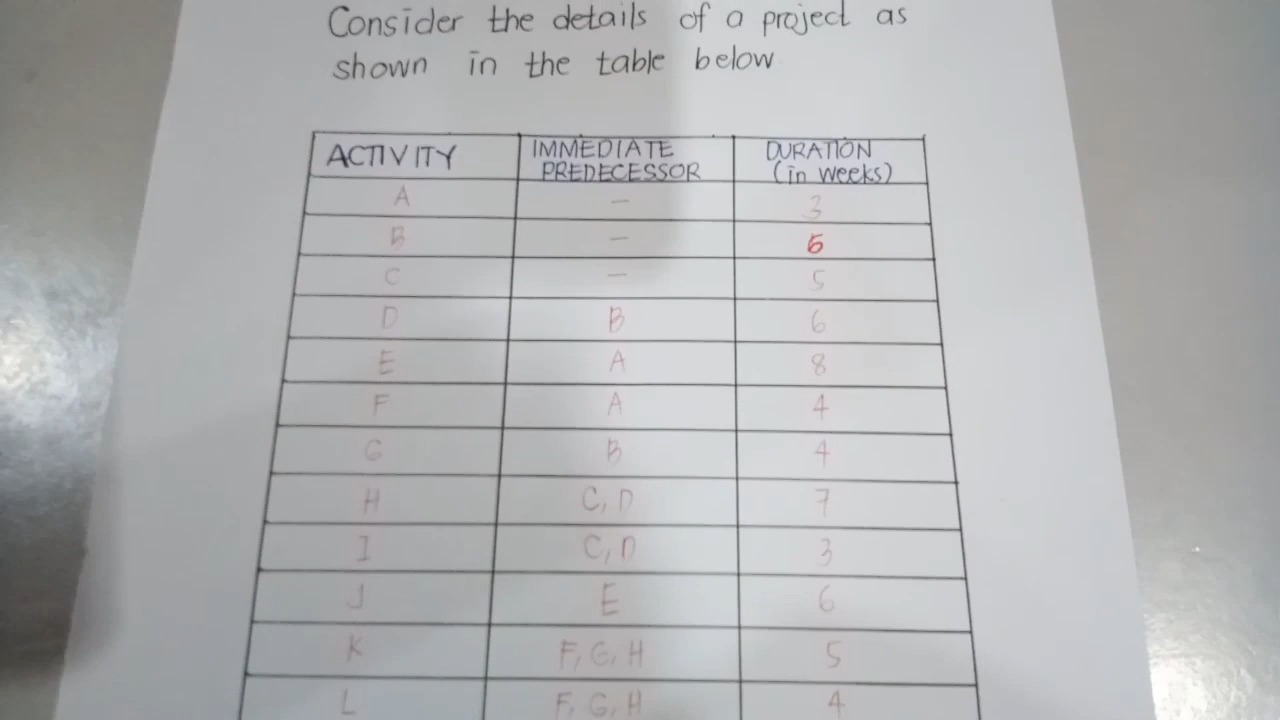 Consider the details of a project as
shown in the table below
ACTIVITY IMMEDIATE PREDECESSOR DURATION (in weeks)
A - 3
B - 5
C - 5
D B 6
E A 8
F A 4
G B 4
H C, D 7
I C, D 3
J E 6
K F, G, H 5
L F, G, H 4